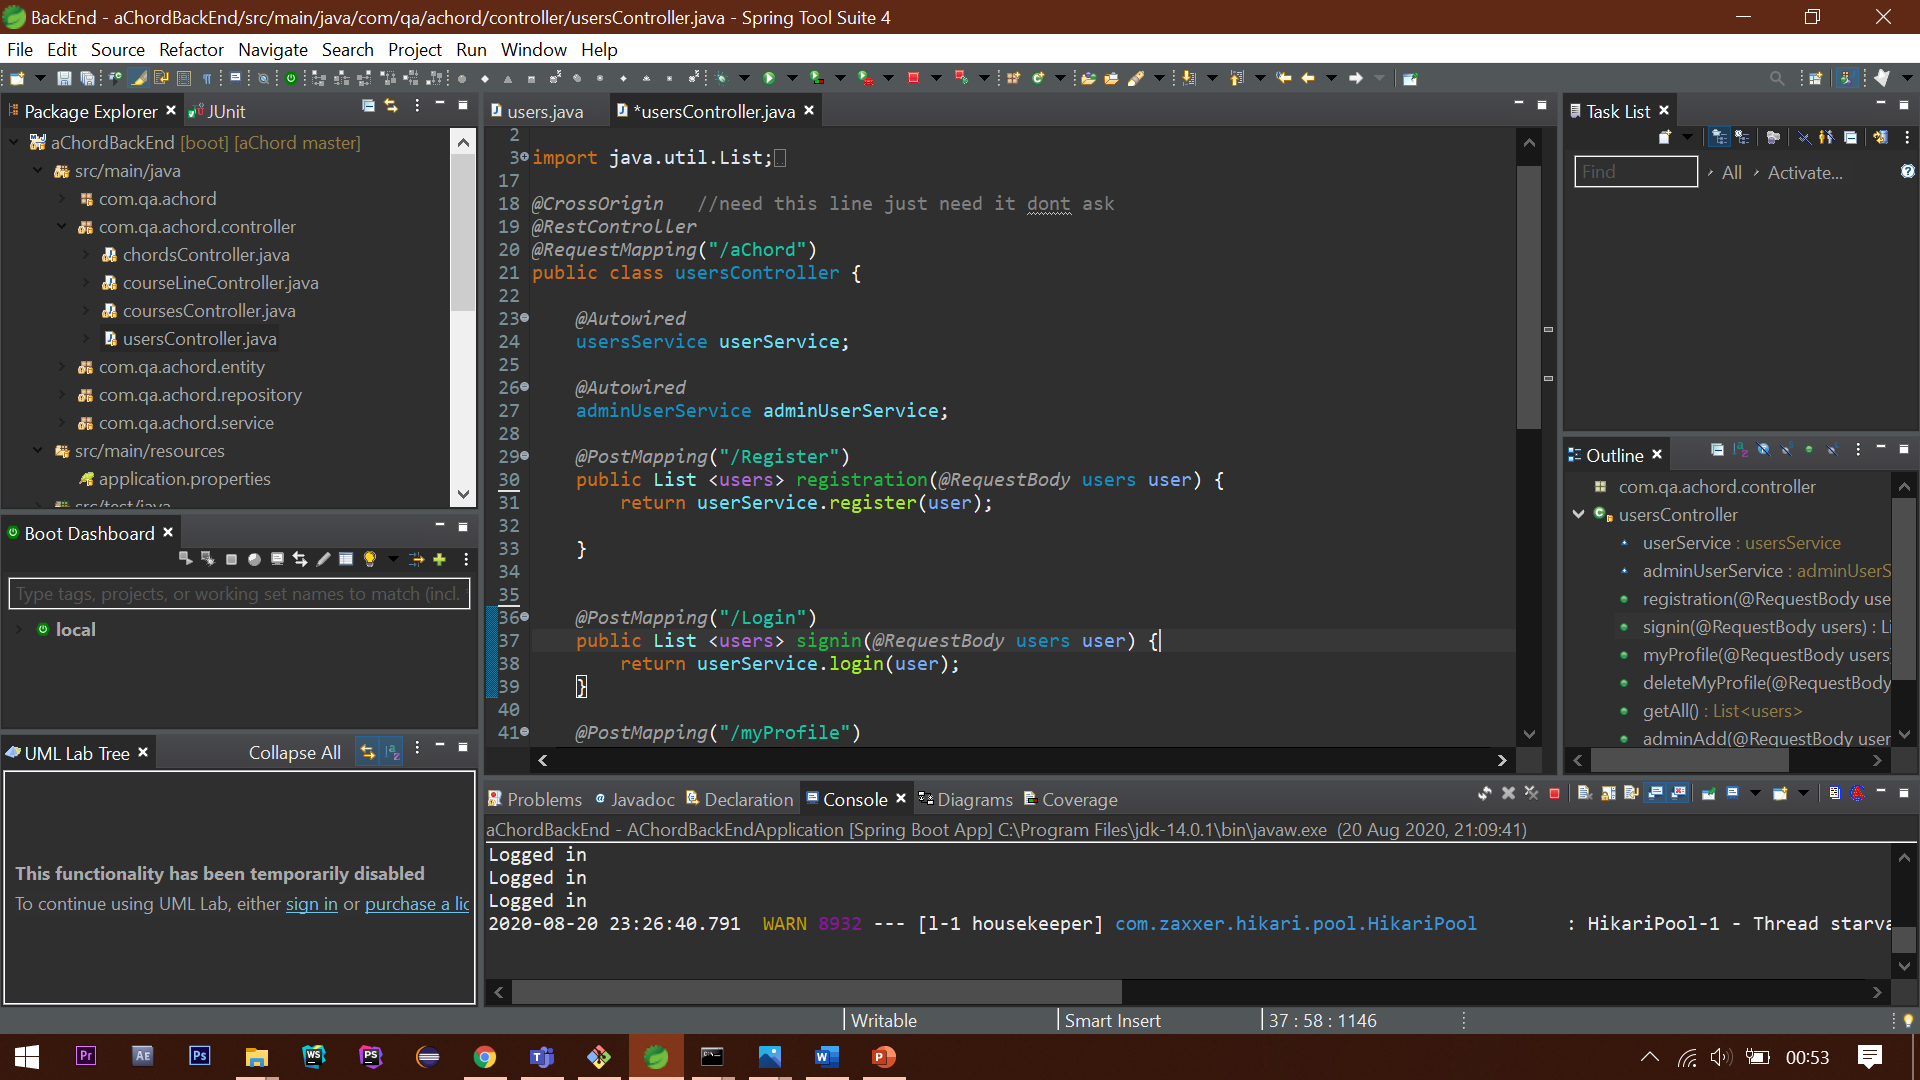 BackEnd - aChordBackEnd/src/main/java/com/qa/achord/controller/usersController.java - Spring Tool Suite 4
File Edit Source Refactor Navigate Search Project Run Window Help
Package Explorer
JUnit
aChordBackEnd [boot] [aChord master]
src/main/java
com.qa.achord
com.qa.achord.controller
chordsController.java
courseLineController.java
coursesController.java
usersController.java
com.qa.achord.entity
com.qa.achord.repository
com.qa.achord.service
src/main/resources
application.properties
src/test/java
Boot Dashboard
Type tags, projects, or working set names to match (incl.
local
UML Lab Tree
Collapse All
This functionality has been temporarily disabled
To continue using UML Lab, either sign in or purchase a lic
users.java
*usersController.java
2
3 import java.util.List;
17
18 @CrossOrigin //need this line just need it dont ask
19 @RestController
20 @RequestMapping("/aChord")
21 public class usersController {
22
23 @Autowired
24 usersService userService;
25
26 @Autowired
27 adminUserService adminUserService;
28
29 @PostMapping("/Register")
30 public List <users> registration(@RequestBody users user) {
31 return userService.register(user);
32
33 }
34
35
36 @PostMapping("/Login")
37 public List <users> signin(@RequestBody users user) {
38 return userService.login(user);
39 }
40
41 @PostMapping("/myProfile")
Task List
Find
All
Activate...
Outline
com.qa.achord.controller
usersController
userService : usersService
adminUserService : adminUserS
registration(@RequestBody use
signin(@RequestBody users) : Li
myProfile(@RequestBody users
deleteMyProfile(@RequestBody
getAll() : List<users>
adminAdd(@RequestBody user
Problems Javadoc Declaration Console Diagrams Coverage
aChordBackEnd - AChordBackEndApplication [Spring Boot App] C:\Program Files\jdk-14.0.1\bin\javaw.exe (20 Aug 2020, 21:09:41)
Logged in
Logged in
Logged in
2020-08-20 23:26:40.791 WARN 8932 --- [l-1 housekeeper] com.zaxxer.hikari.pool.HikariPool : HikariPool-1 - Thread starva
Writable
Smart Insert
37 : 58 : 1146
Pr
Ae
Ps
WS
PS
00:53